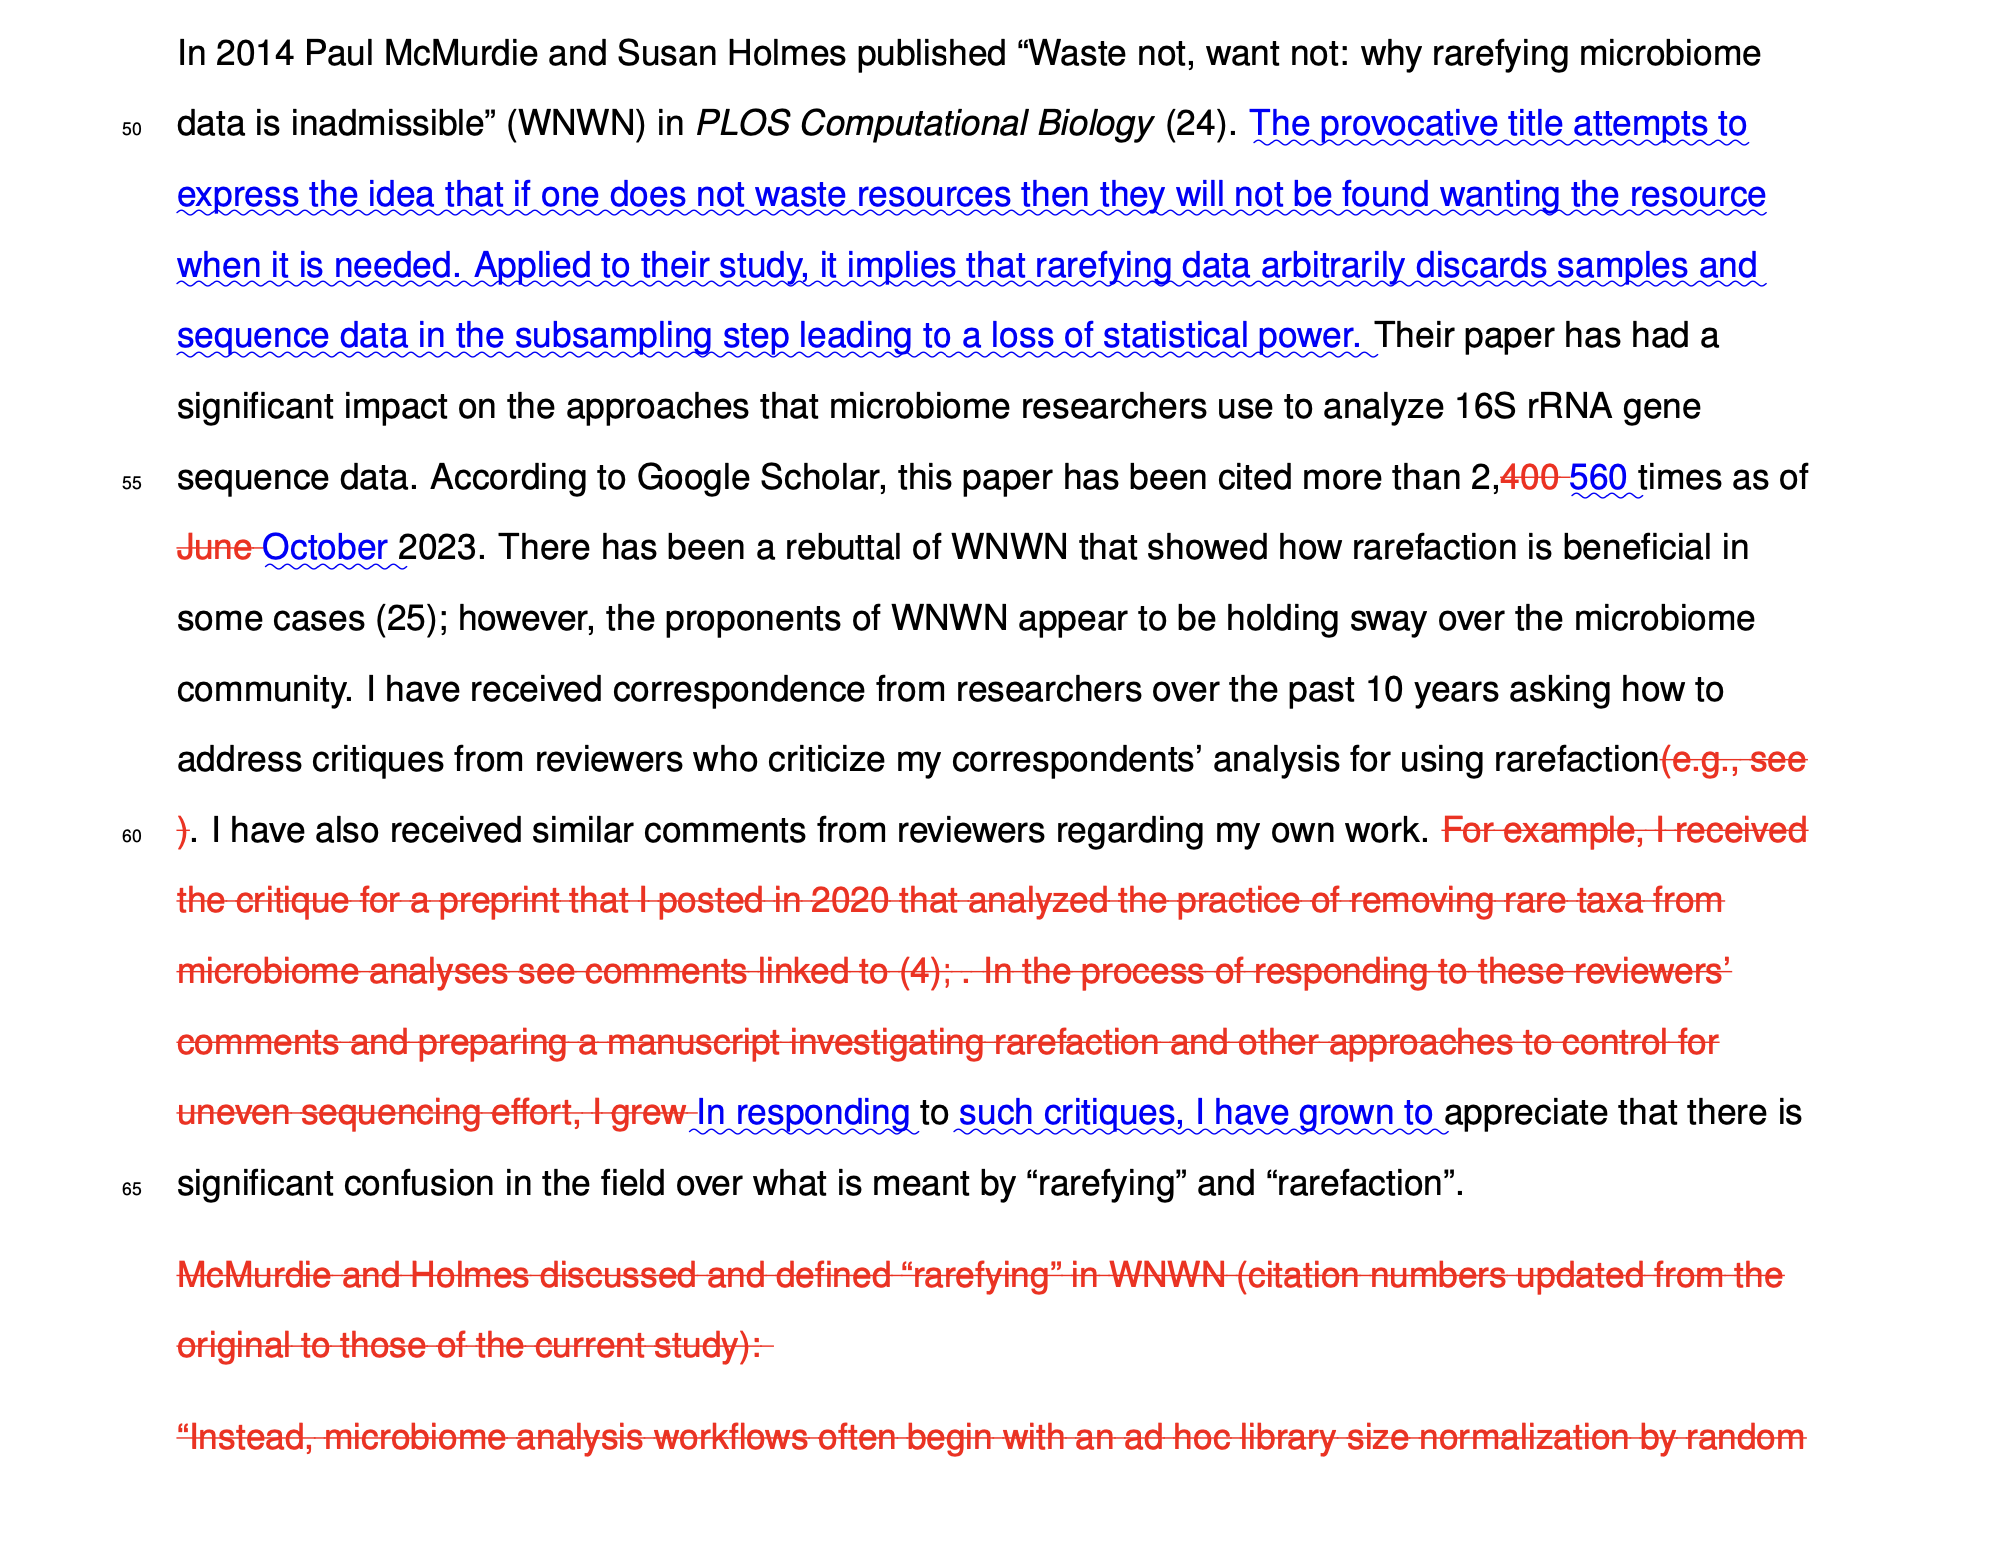 In 2014 Paul McMurdie and Susan Holmes published “Waste not, want not: why rarefying microbiome
50 data is inadmissible” (WNWN) in PLOS Computational Biology (24). The provocative title attempts to
express the idea that if one does not waste resources then they will not be found wanting the resource
when it is needed. Applied to their study, it implies that rarefying data arbitrarily discards samples and
sequence data in the subsampling step leading to a loss of statistical power. Their paper has had a
significant impact on the approaches that microbiome researchers use to analyze 16S rRNA gene
55 sequence data. According to Google Scholar, this paper has been cited more than 2,400 560 times as of
June October 2023. There has been a rebuttal of WNWN that showed how rarefaction is beneficial in
some cases (25); however, the proponents of WNWN appear to be holding sway over the microbiome
community. I have received correspondence from researchers over the past 10 years asking how to
address critiques from reviewers who criticize my correspondents’ analysis for using rarefaction(e.g., see
60 ). I have also received similar comments from reviewers regarding my own work. For example, I received
the critique for a preprint that I posted in 2020 that analyzed the practice of removing rare taxa from
microbiome analyses see comments linked to (4); . In the process of responding to these reviewers’
comments and preparing a manuscript investigating rarefaction and other approaches to control for
uneven sequencing effort, I grew In responding to such critiques, I have grown to appreciate that there is
65 significant confusion in the field over what is meant by “rarefying” and “rarefaction”.
McMurdie and Holmes discussed and defined “rarefying” in WNWN (citation numbers updated from the
original to those of the current study):
“Instead, microbiome analysis workflows often begin with an ad hoc library size normalization by random